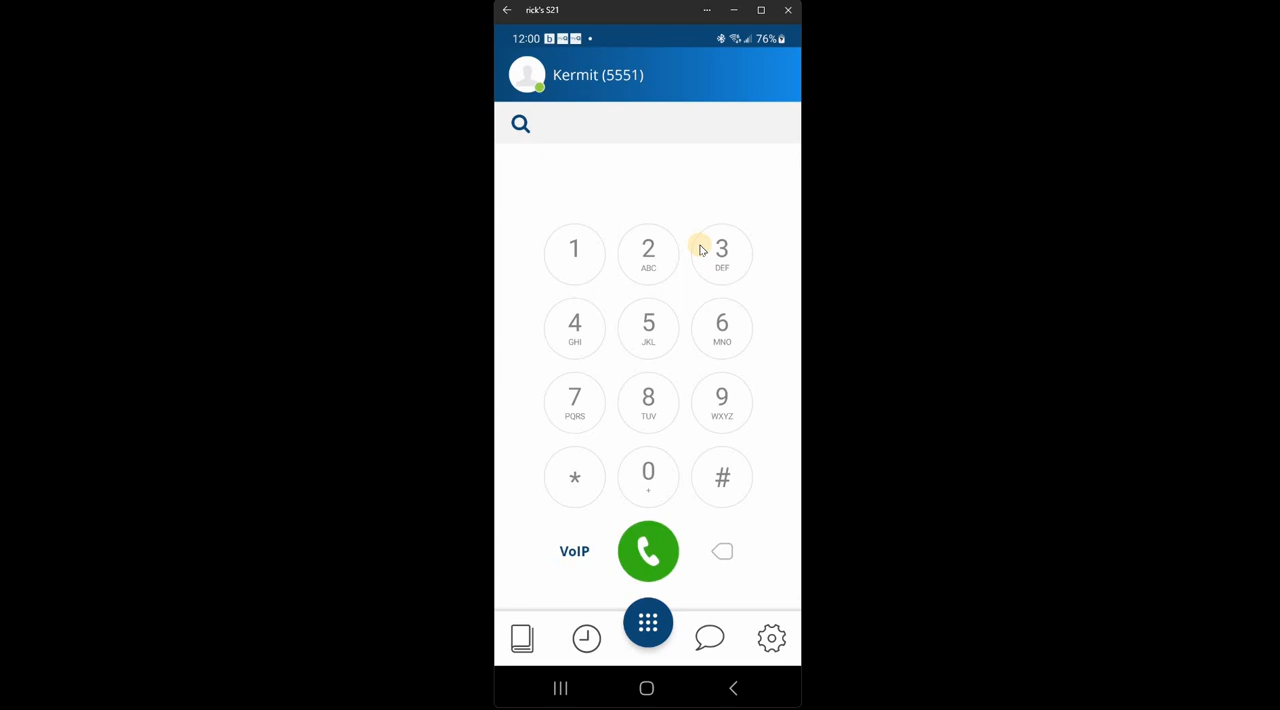 rick's S21
12:00 76%
Kermit (5551)
1 2 3
ABC DEF
4 5 6
GHI JKL MNO
7 8 9
PQRS TUV WXYZ
* 0 #
+
VoIP